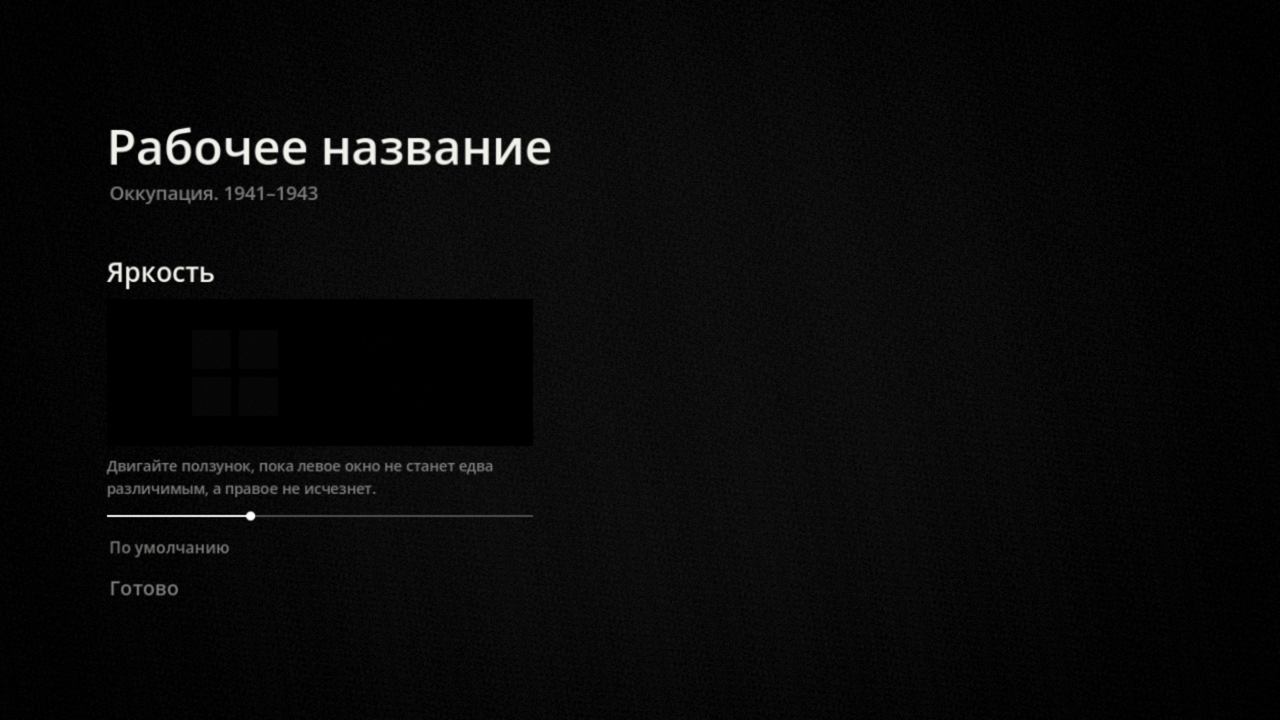 Рабочее название
Оккупация. 1941–1943
Яркость
Двигайте ползунок, пока левое окно не станет едва
различимым, а правое не исчезнет.
По умолчанию
Готово